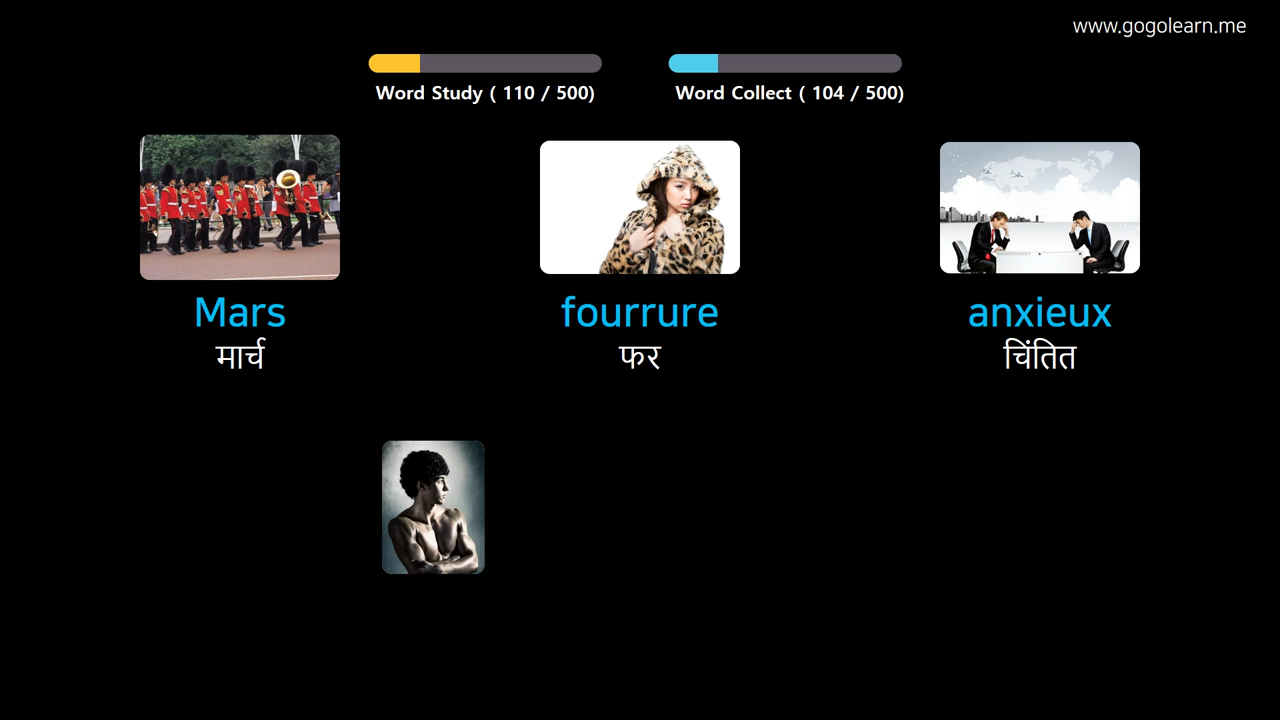 www.gogolearn.me
Word Study ( 110 / 500)
Word Collect ( 104 / 500)
Mars
मार्च
fourrure
फर
anxieux
चिंतित